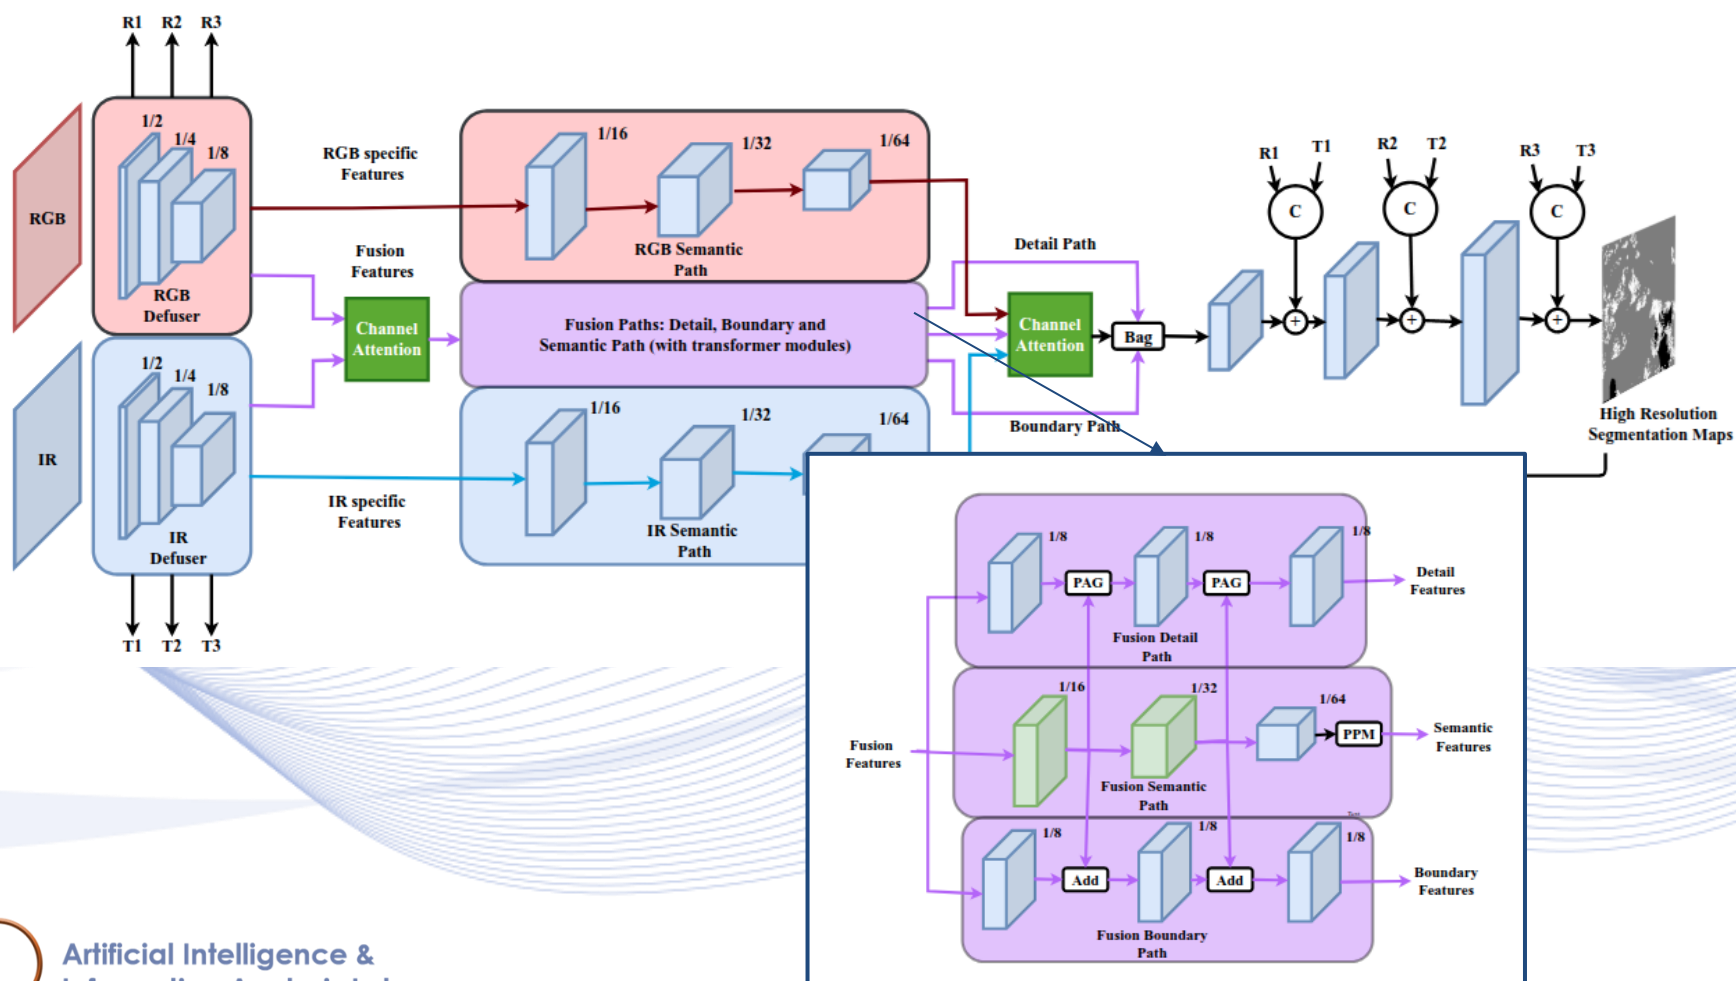 R1 R2 R3
RGB
1/2
1/4
1/8
RGB
Defuser
RGB specific
Features
Fusion
Features
Channel
Attention
1/16
1/32
1/64
RGB Semantic
Path
Fusion Paths: Detail, Boundary and
Semantic Path (with transformer modules)
IR
1/2
1/4
1/8
IR
Defuser
T1 T2 T3
IR specific
Features
1/16
1/32
1/64
IR Semantic
Path
Detail Path
Channel
Attention
Bag
Boundary Path
R1 T1
C
+
R2 T2
C
+
R3 T3
C
+
High Resolution
Segmentation Maps
1/8
PAG
1/8
PAG
1/8
Fusion Detail
Path
Detail
Features
Fusion
Features
1/16
1/32
1/64
PPM
Fusion Semantic
Path
Semantic
Features
1/8
Add
1/8
Add
1/8
Fusion Boundary
Path
Boundary
Features
Artificial Intelligence &